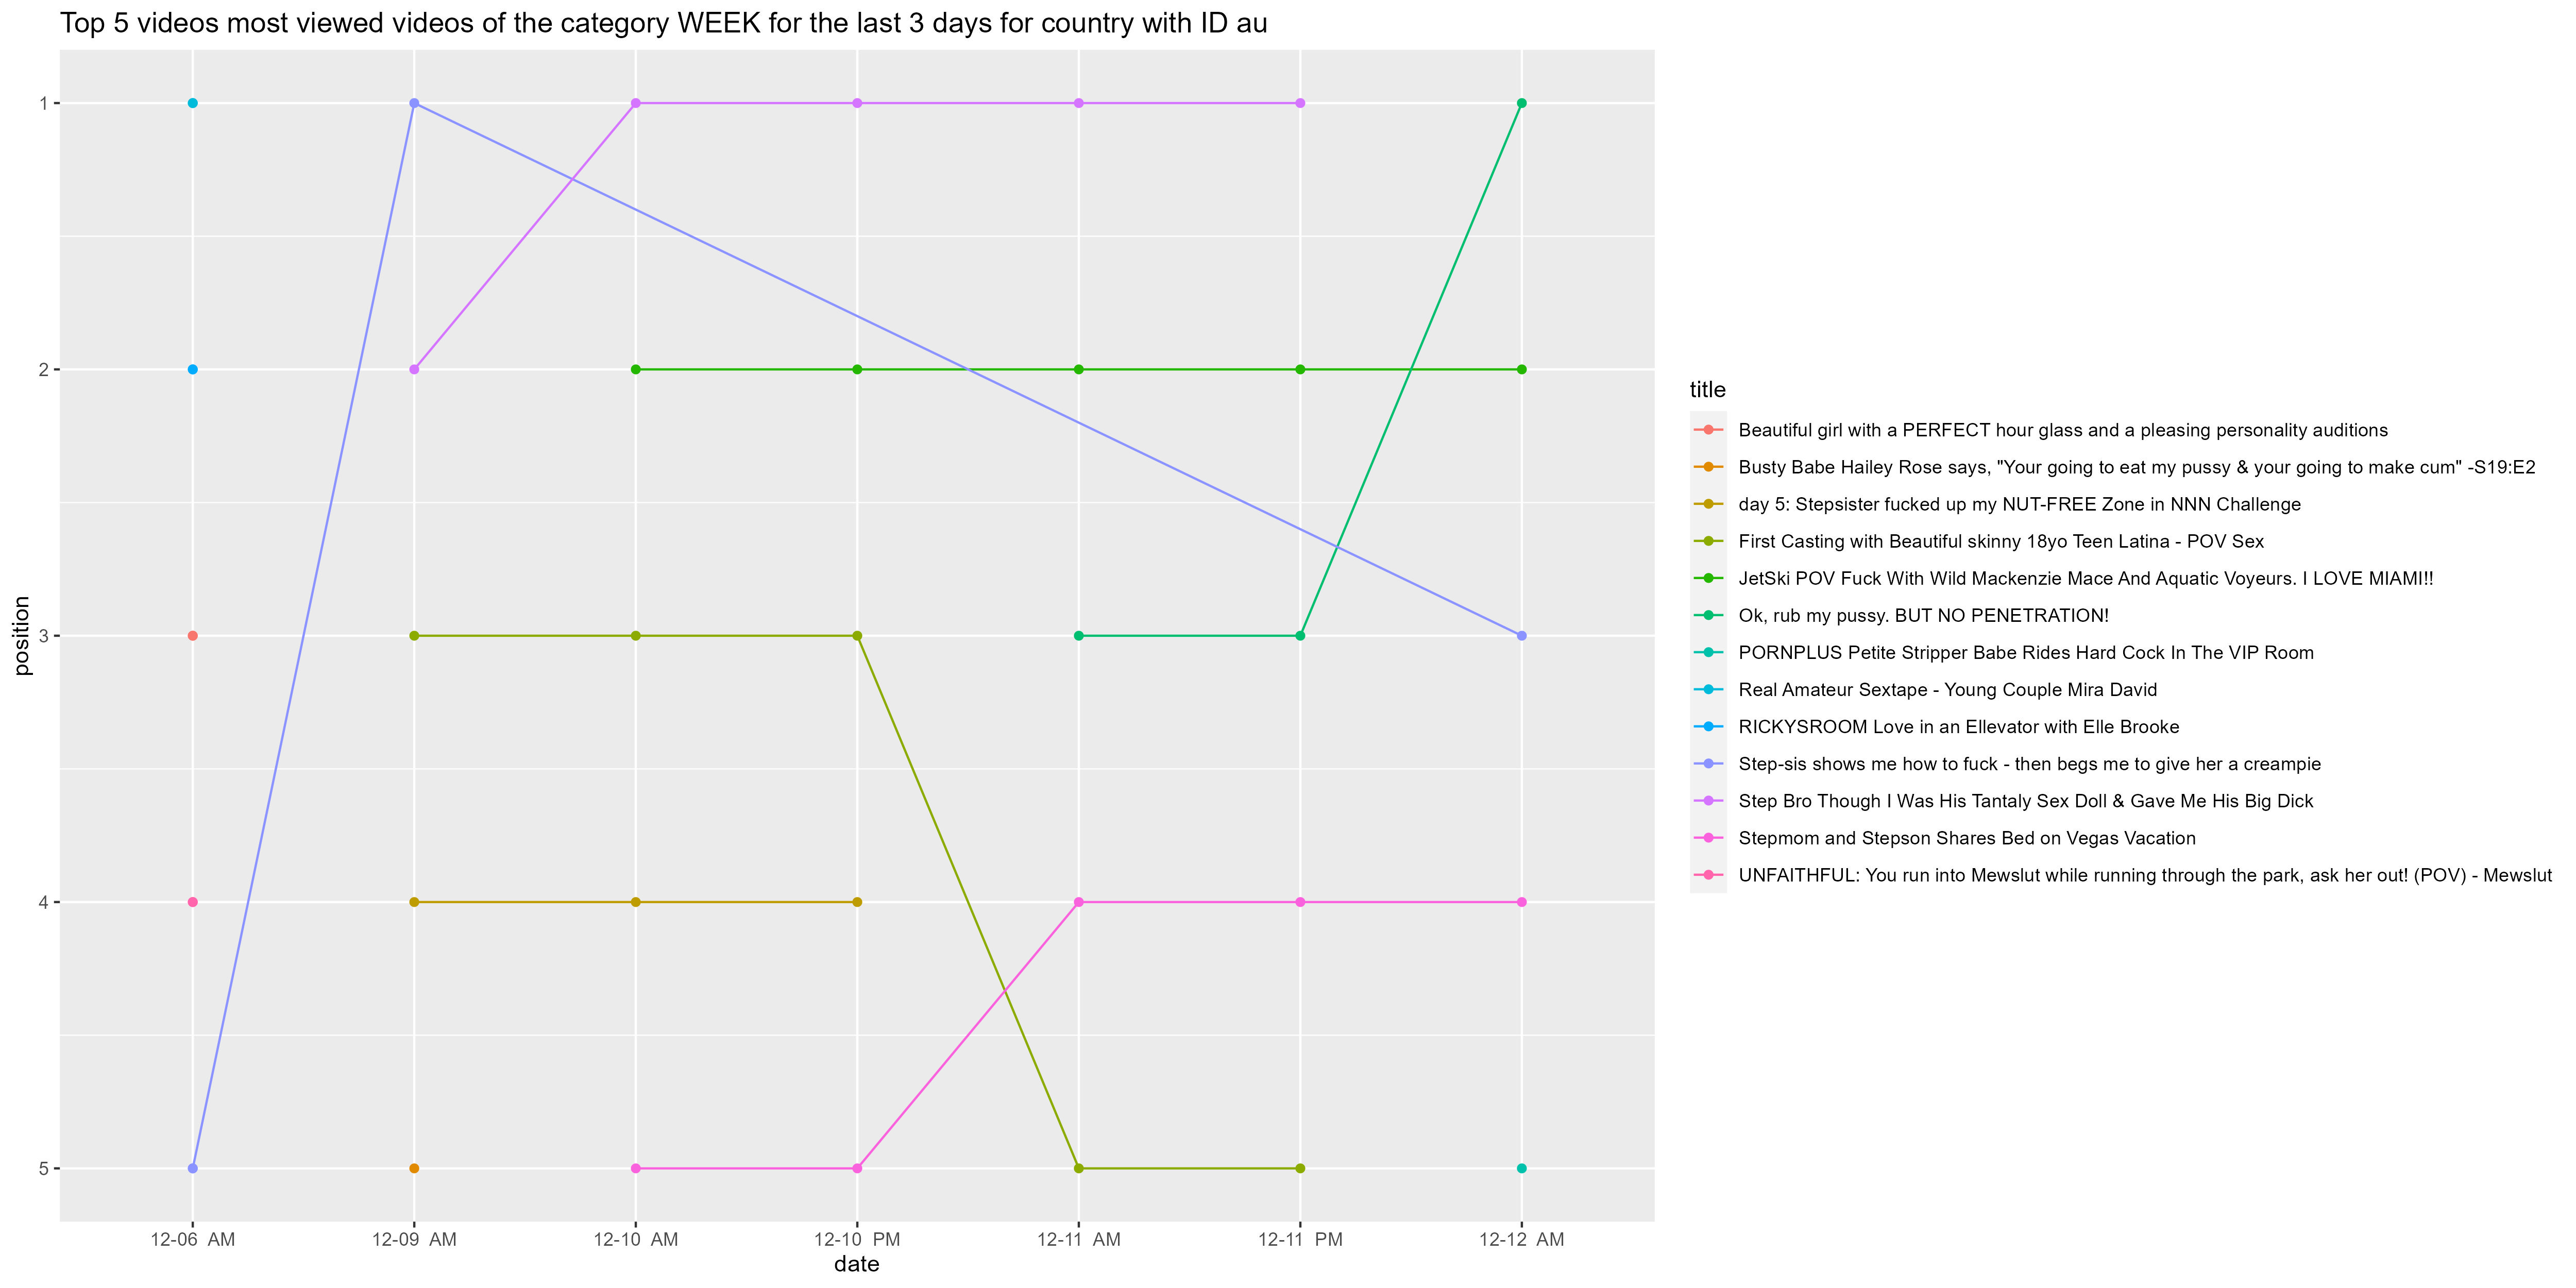 Top 5 videos most viewed videos of the category WEEK for the last 3 days for country with ID au
position
1
2
3
4
5
12-06 AM
12-09 AM
12-10 AM
12-10 PM
12-11 AM
12-11 PM
12-12 AM
date
title
Beautiful girl with a PERFECT hour glass and a pleasing personality auditions
Busty Babe Hailey Rose says, "Your going to eat my pussy & your going to make cum" -S19:E2
day 5: Stepsister fucked up my NUT-FREE Zone in NNN Challenge
First Casting with Beautiful skinny 18yo Teen Latina - POV Sex
JetSki POV Fuck With Wild Mackenzie Mace And Aquatic Voyeurs. I LOVE MIAMI!!
Ok, rub my pussy. BUT NO PENETRATION!
PORNPLUS Petite Stripper Babe Rides Hard Cock In The VIP Room
Real Amateur Sextape - Young Couple Mira David
RICKYSROOM Love in an Ellevator with Elle Brooke
Step-sis shows me how to fuck - then begs me to give her a creampie
Step Bro Though I Was His Tantaly Sex Doll & Gave Me His Big Dick
Stepmom and Stepson Shares Bed on Vegas Vacation
UNFAITHFUL: You run into Mewslut while running through the park, ask her out! (POV) - Mewslut